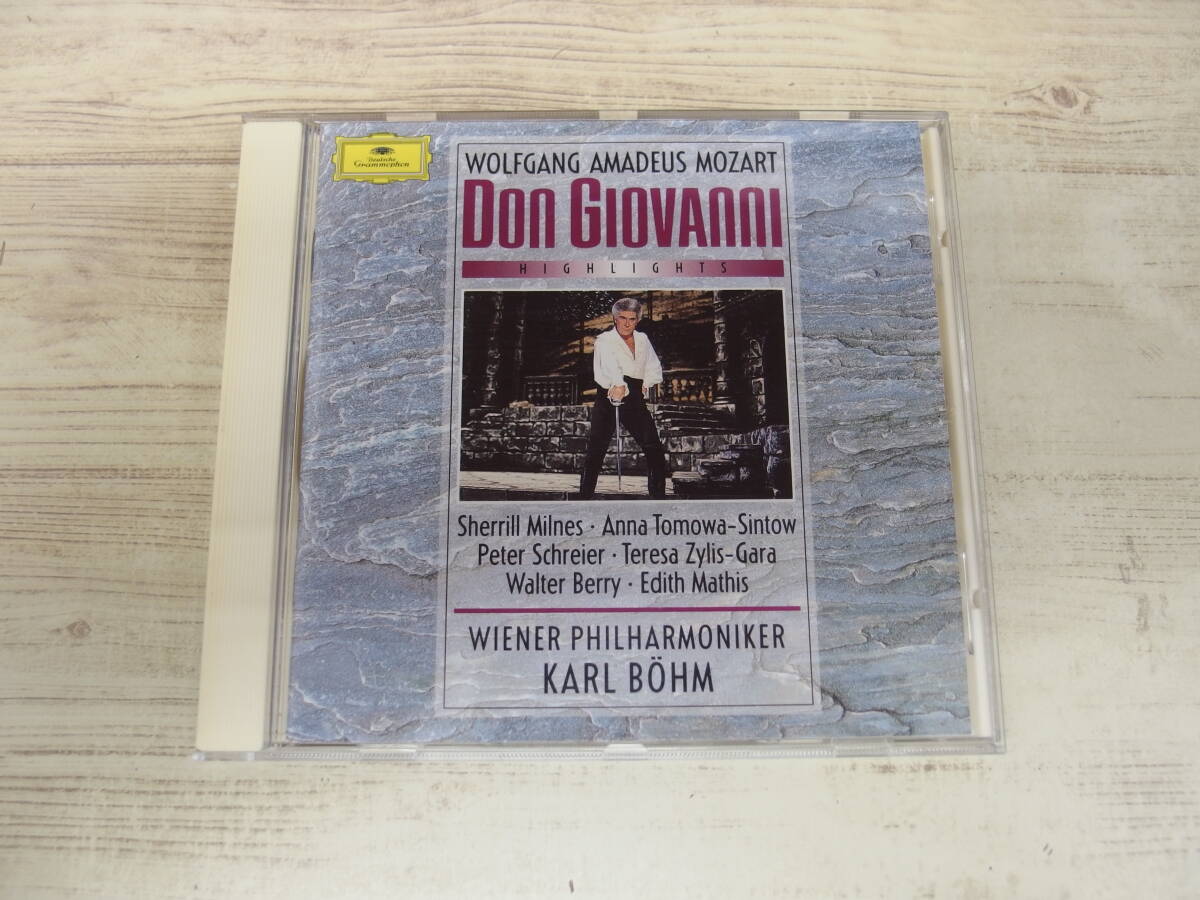 Deutsche
Grammophon
WOLFGANG AMADEUS MOZART
DON GIOVANNI
HIGHLIGHTS
Sherrill Milnes · Anna Tomowa-Sintow
Peter Schreier · Teresa Zylis-Gara
Walter Berry · Edith Mathis
WIENER PHILHARMONIKER
KARL BÖHM